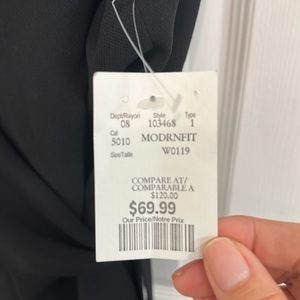 Dept/Rayon Style Type
08 103468 1
Cat
5010 MODRNFIT
Size/Taille W0119
COMPARE AT/
COMPARABLE A
$120.00
$69.99
Our Price/Notre Prix